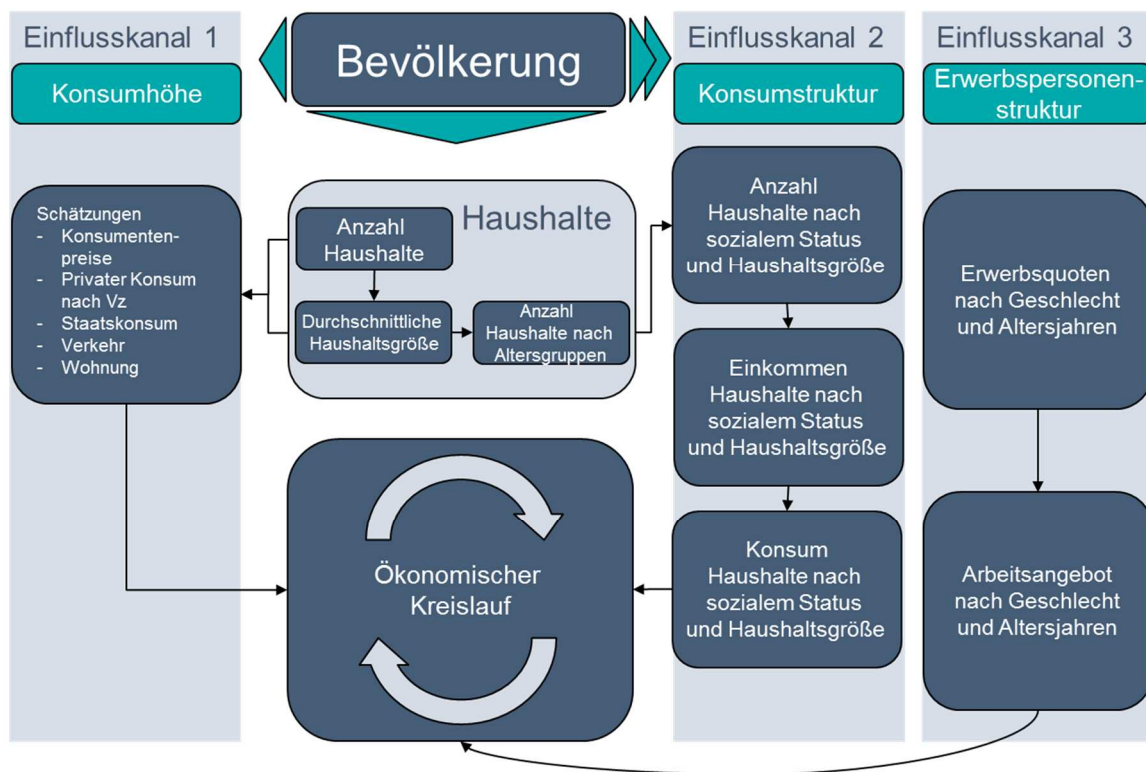 Einflusskanal 1
Konsumhöhe
Schätzungen
- Konsumenten-
preise
- Privater Konsum
nach Vz
- Staatskonsum
- Verkehr
- Wohnung
Bevölkerung
Haushalte
Anzahl
Haushalte
Durchschnittliche
Haushaltsgröße
Anzahl
Haushalte nach
Altersgruppen
Ökonomischer
Kreislauf
Einflusskanal 2
Konsumstruktur
Anzahl
Haushalte nach
sozialem Status
und Haushaltsgröße
Einkommen
Haushalte nach
sozialem Status
und Haushaltsgröße
Konsum
Haushalte nach
sozialem Status
und Haushaltsgröße
Einflusskanal 3
Erwerbspersonen-
struktur
Erwerbsquoten
nach Geschlecht
und Altersjahren
Arbeitsangebot
nach Geschlecht
und Altersjahren